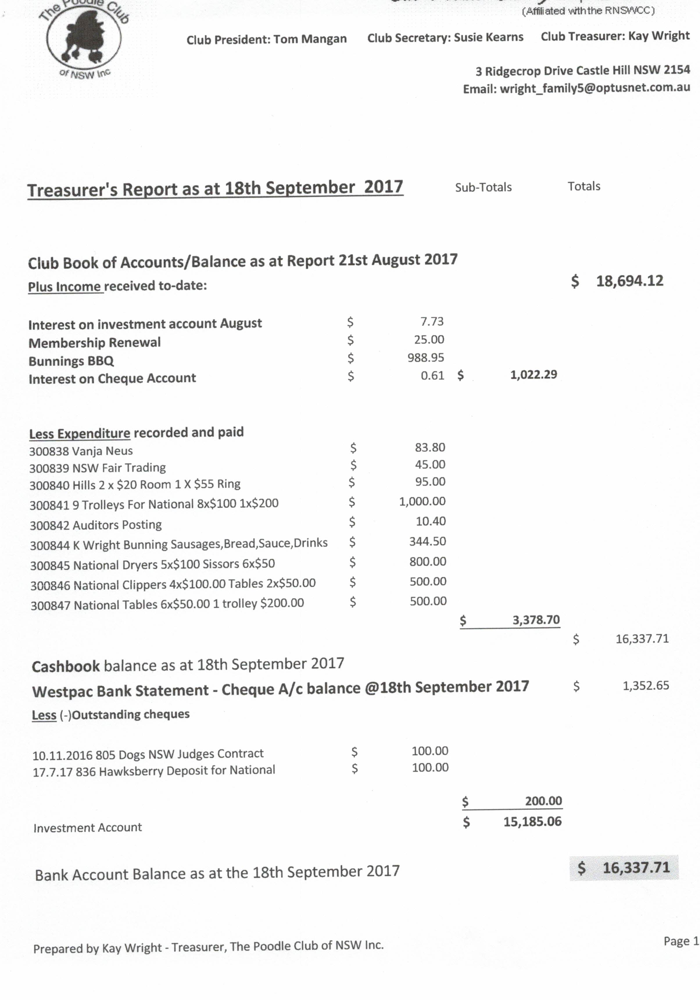 The Poodle Club
of NSW Inc
(Affiliated with the RNSWCC)
Club President: Tom Mangan Club Secretary: Susie Kearns Club Treasurer: Kay Wright
3 Ridgecrop Drive Castle Hill NSW 2154
Email: wright_family5@optusnet.com.au
Treasurer's Report as at 18th September 2017 Sub-Totals Totals
Club Book of Accounts/Balance as at Report 21st August 2017
$ 18,694.12
Plus Income received to-date:
Interest on investment account August $ 7.73
Membership Renewal $ 25.00
Bunnings BBQ $ 988.95
Interest on Cheque Account $ 0.61 $ 1,022.29
Less Expenditure recorded and paid
300838 Vanja Neus $ 83.80
300839 NSW Fair Trading $ 45.00
300840 Hills 2 x $20 Room 1 X $55 Ring $ 95.00
300841 9 Trolleys For National 8x$100 1x$200 $ 1,000.00
300842 Auditors Posting $ 10.40
300844 K Wright Bunning Sausages,Bread,Sauce,Drinks $ 344.50
300845 National Dryers 5x$100 Sissors 6x$50 $ 800.00
300846 National Clippers 4x$100.00 Tables 2x$50.00 $ 500.00
300847 National Tables 6x$50.00 1 trolley $200.00 $ 500.00
$ 3,378.70
$ 16,337.71
Cashbook balance as at 18th September 2017
Westpac Bank Statement - Cheque A/c balance @18th September 2017 $ 1,352.65
Less (-)Outstanding cheques
10.11.2016 805 Dogs NSW Judges Contract $ 100.00
17.7.17 836 Hawksberry Deposit for National $ 100.00
$ 200.00
Investment Account $ 15,185.06
Bank Account Balance as at the 18th September 2017 $ 16,337.71
Prepared by Kay Wright - Treasurer, The Poodle Club of NSW Inc. Page 1